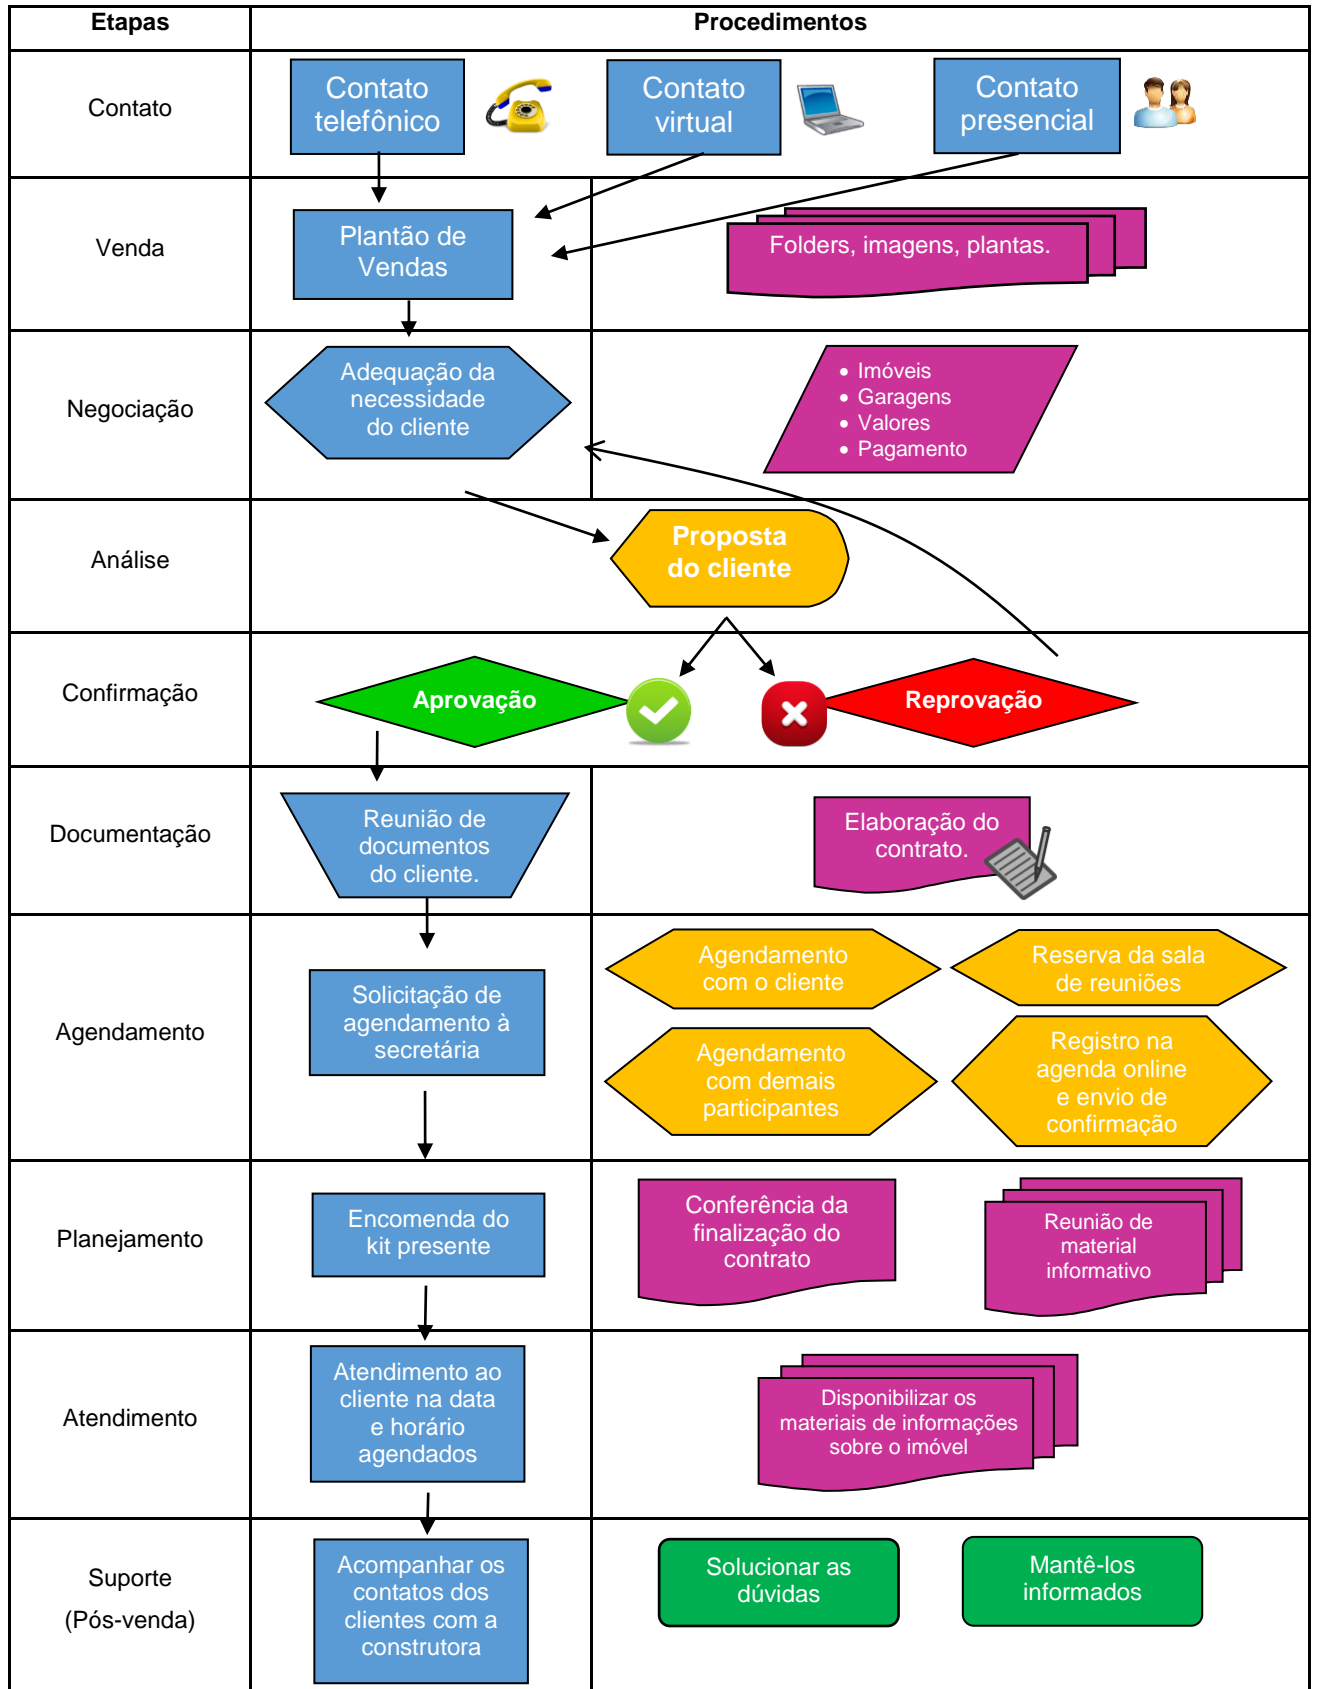 Etapas
Procedimentos
Contato
Contato
telefônico
Contato
virtual
Contato
presencial
Venda
Plantão de
Vendas
Folders, imagens, plantas.
Negociação
Adequação da
necessidade
do cliente
• Imóveis
• Garagens
• Valores
• Pagamento
Análise
Proposta
do cliente
Confirmação
Aprovação
Reprovação
Documentação
Reunião de
documentos
do cliente.
Elaboração do
contrato.
Agendamento
Solicitação de
agendamento à
secretária
Agendamento
com o cliente
Reserva da sala
de reuniões
Agendamento
com demais
participantes
Registro na
agenda online
e envio de
confirmação
Planejamento
Encomenda do
kit presente
Conferência da
finalização do
contrato
Reunião de
material
informativo
Atendimento
Atendimento ao
cliente na data
e horário
agendados
Disponibilizar os
materiais de informações
sobre o imóvel
Suporte
(Pós-venda)
Acompanhar os
contatos dos
clientes com a
construtora
Solucionar as
dúvidas
Mantê-los
informados